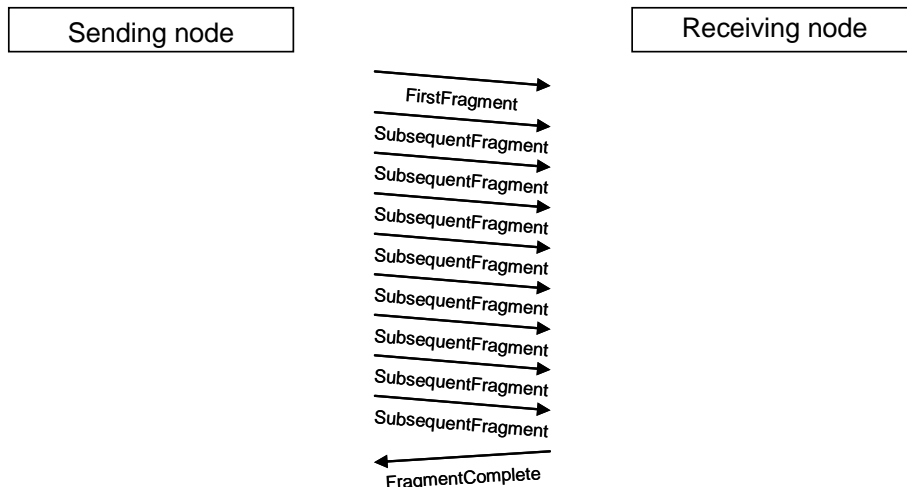 Sending node
Receiving node
FirstFragment
SubsequentFragment
SubsequentFragment
SubsequentFragment
SubsequentFragment
SubsequentFragment
SubsequentFragment
SubsequentFragment
SubsequentFragment
FragmentComplete